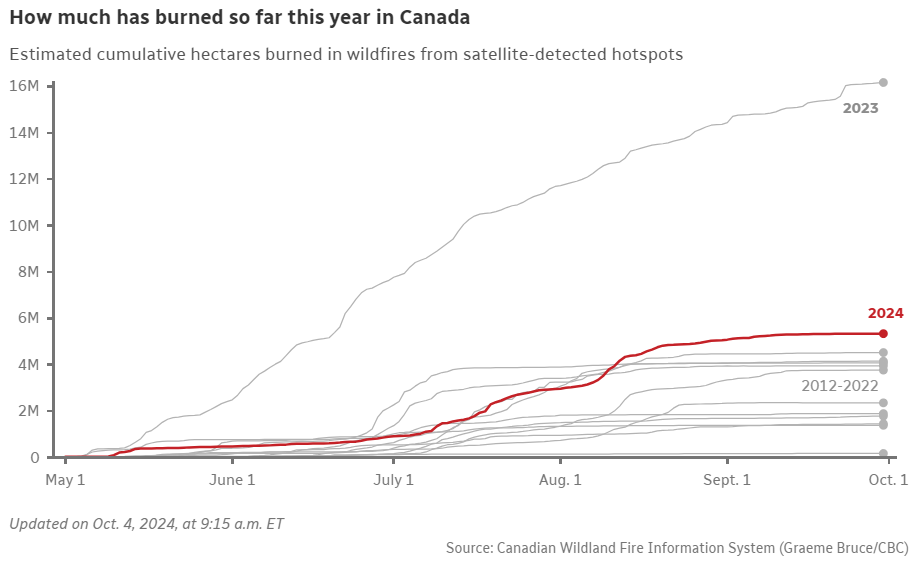 How much has burned so far this year in Canada
Estimated cumulative hectares burned in wildfires from satellite-detected hotspots
16M
2023
14M
12M
10M
8M
6M
2024
4M
2012-2022
2M
0
May 1 June 1 July 1 Aug. 1 Sept. 1 Oct. 1
Updated on Oct. 4, 2024, at 9:15 a.m. ET
Source: Canadian Wildland Fire Information System (Graeme Bruce/CBC)